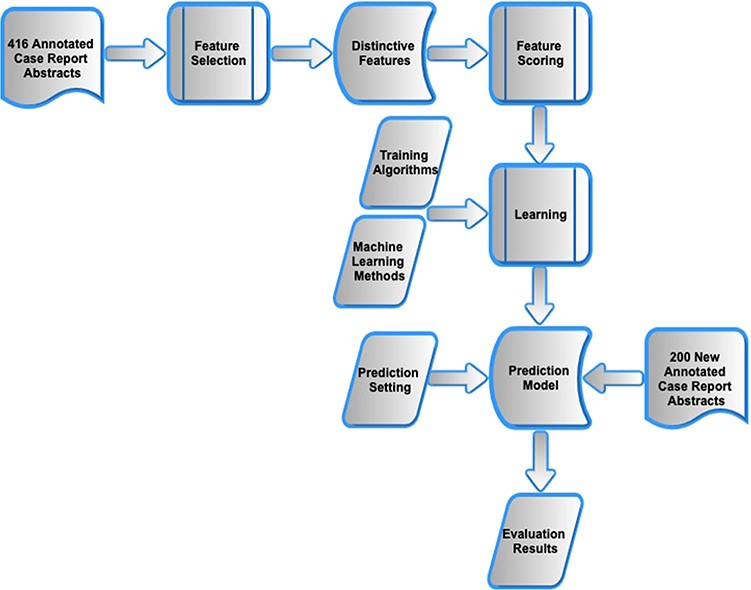 416 Annotated
Case Report
Abstracts
Feature
Selection
Distinctive
Features
Feature
Scoring
Training
Algorithms
Learning
Machine
Learning
Methods
Prediction
Setting
Prediction
Model
200 New
Annotated
Case Report
Abstracts
Evaluation
Results